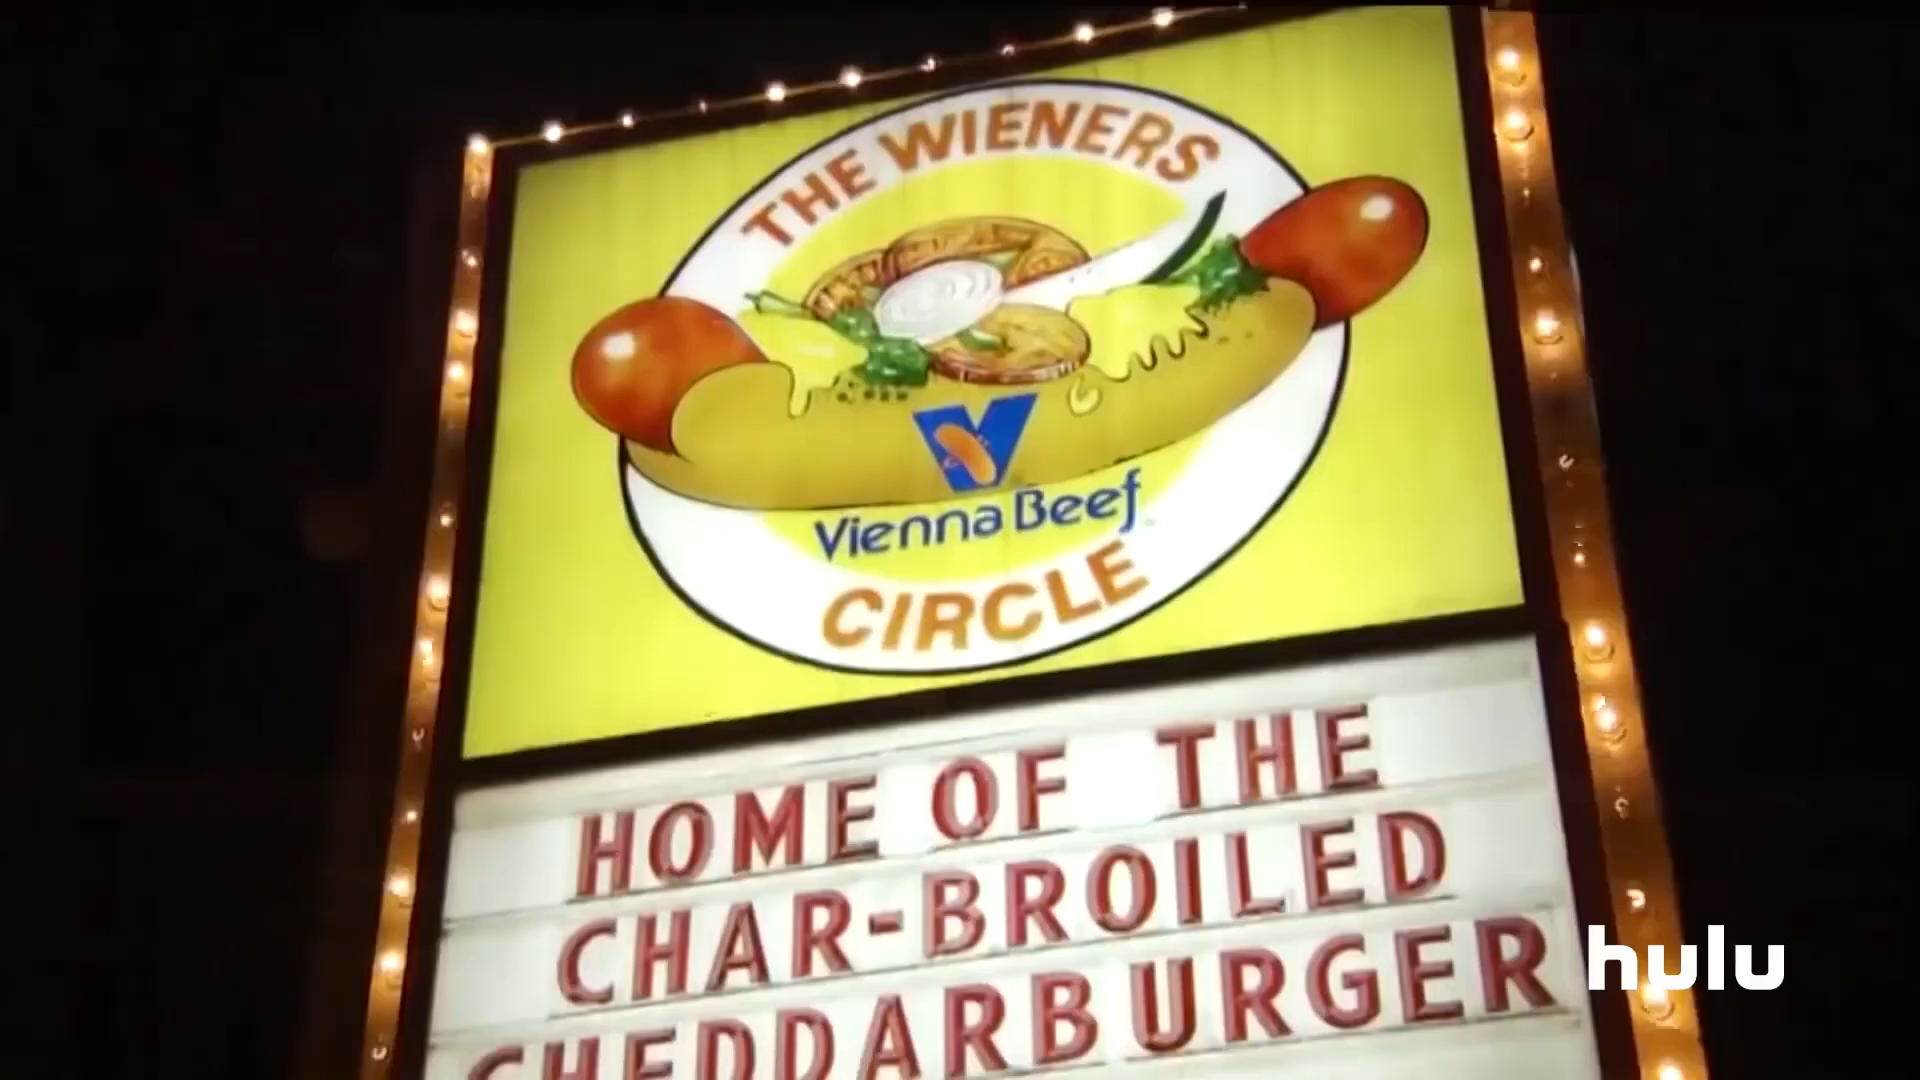 THE WIENERS
Vienna Beef
CIRCLE
HOME OF THE
CHAR-BROILED
CHEDDARBURGER
hulu